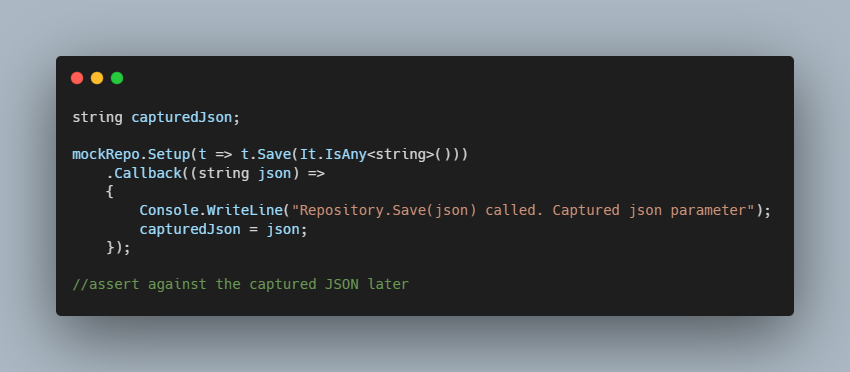 string capturedJson;
mockRepo.Setup(t => t.Save(It.IsAny<string>()))
    .Callback((string json) =>
    {
        Console.WriteLine("Repository.Save(json) called. Captured json parameter");
        capturedJson = json;
    });
//assert against the captured JSON later